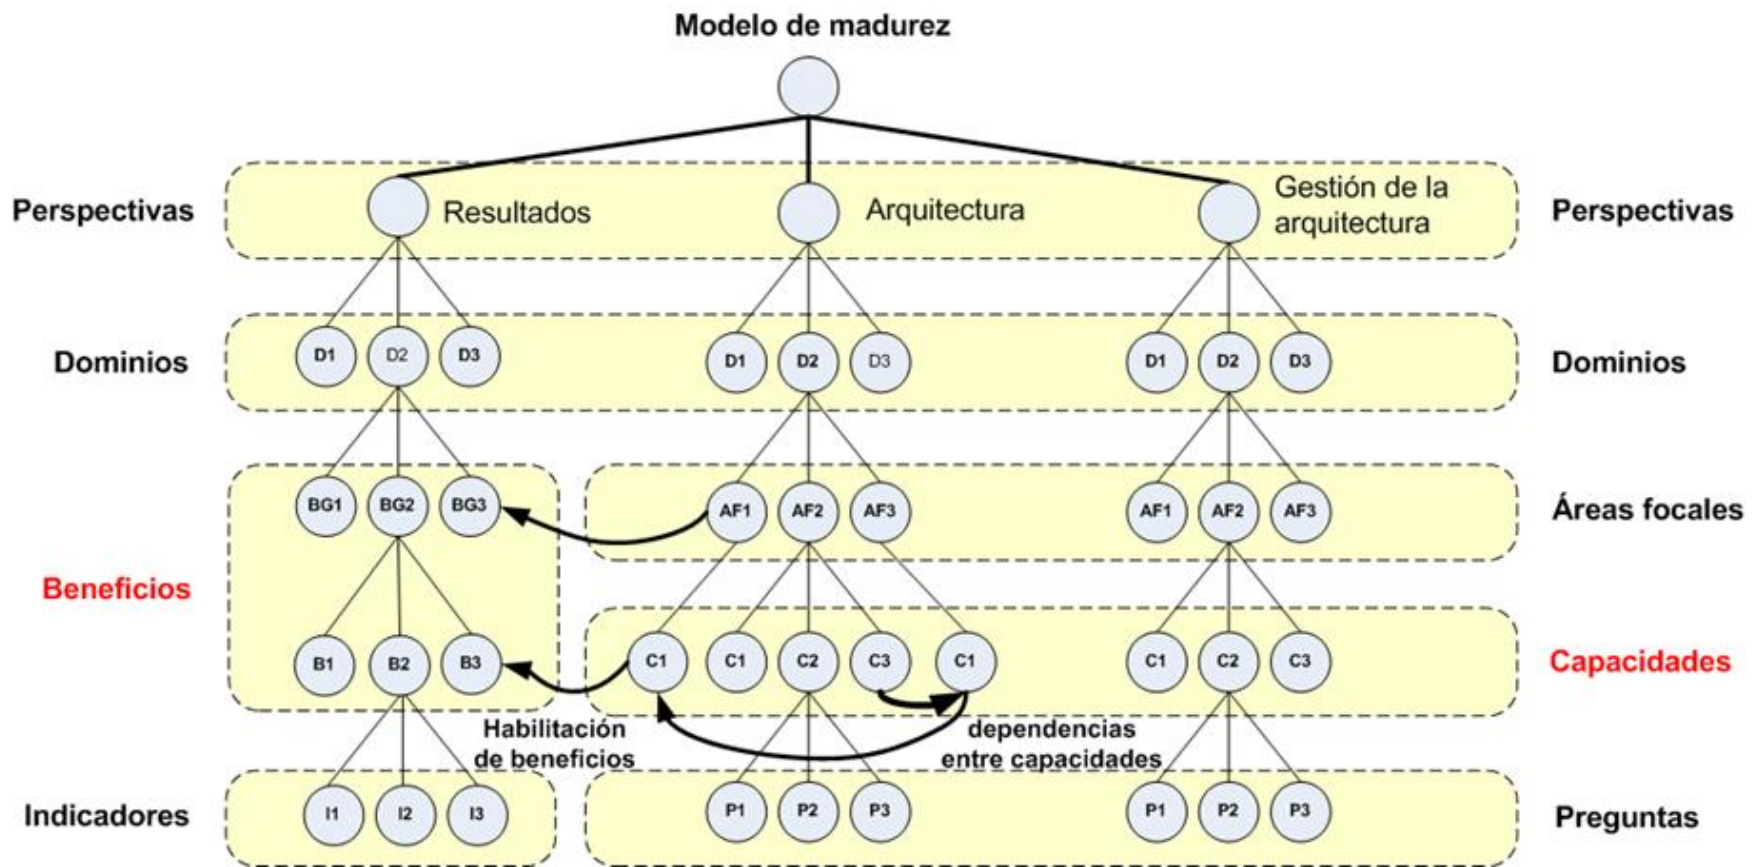 Modelo de madurez
Perspectivas
Resultados
Arquitectura
Gestión de la
arquitectura
Perspectivas
Dominios
D1 D2 D3
D1 D2 D3
D1 D2 D3
Dominios
BG1 BG2 BG3
AF1 AF2 AF3
AF1 AF2 AF3
Áreas focales
Beneficios
B1 B2 B3
C1 C1 C2 C3 C1
C1 C2 C3
Capacidades
Habilitación
de beneficios
dependencias
entre capacidades
Indicadores
I1 I2 I3
P1 P2 P3
P1 P2 P3
Preguntas